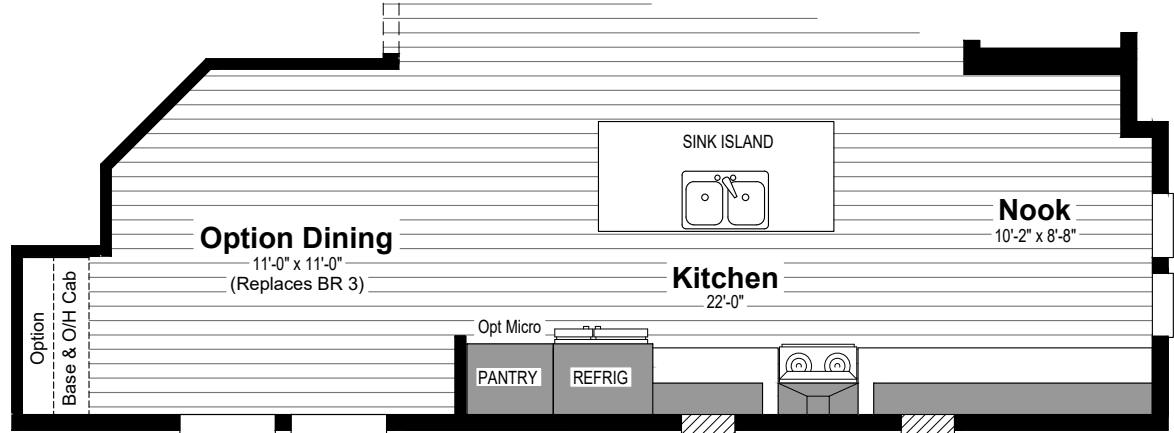 SINK ISLAND
Nook
10'-2" x 8'-8"
Option Dining
11'-0" x 11'-0"
(Replaces BR 3)
Kitchen
22'-0"
Option
Base & O/H Cab
Opt Micro
PANTRY
REFRIG